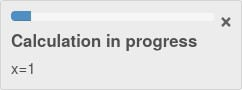 ×
Calculation in progress
x=1